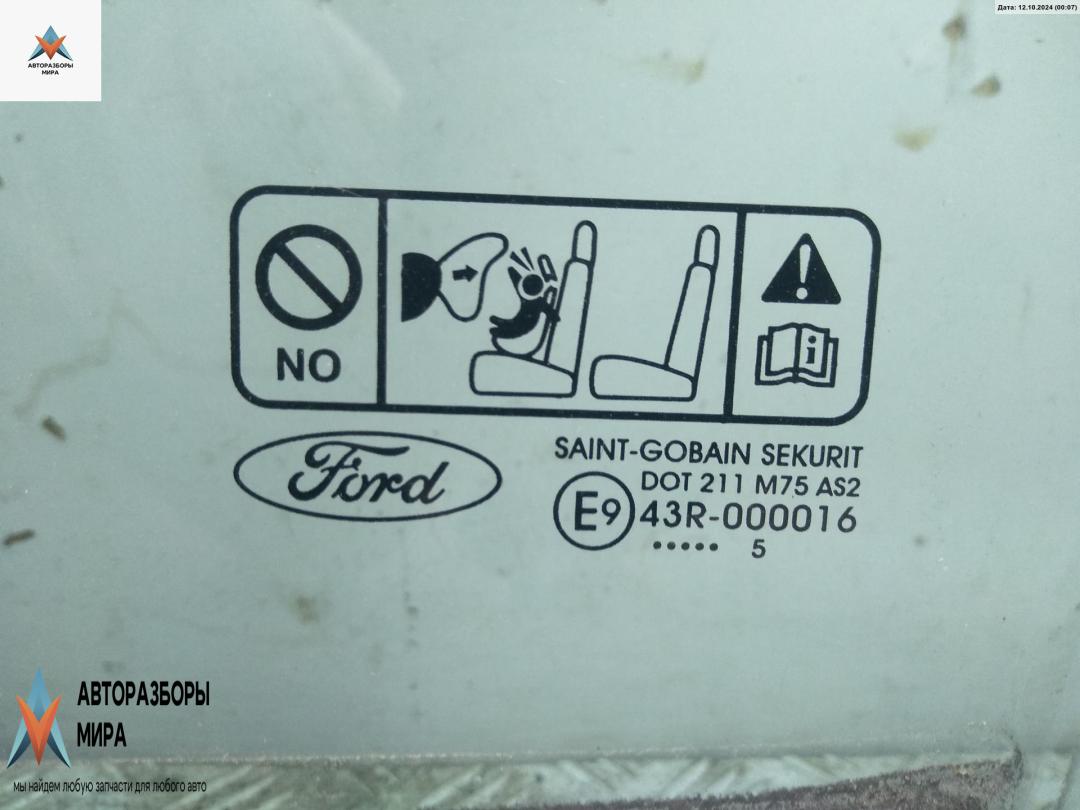 Дата: 12.10.2024 (00:07)
АВТОРАЗБОРЫ
МИРА
NO
i
Ford
SAINT-GOBAIN SEKURIT
DOT 211 M75 AS2
E9 43R-000016
••••• 5
АВТОРАЗБОРЫ
МИРА
мы найдем любую запчасти для любого авто